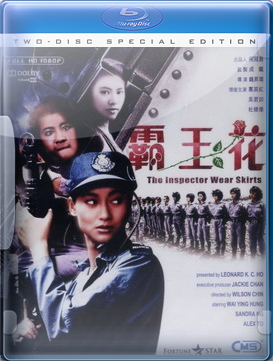 Blu-ray Disc
TWO-DISC SPECIAL EDITION
FULL HD 1080P
DOLBY
霸王花
The Inspector Wear Skirts
presented by LEONARD K. C. HO
executive producer JACKIE CHAN
directed by WILSON CHIN
starring WAI YING HUNG
SANDRA NG
ALEX TO
FORTUNE STAR
CMS